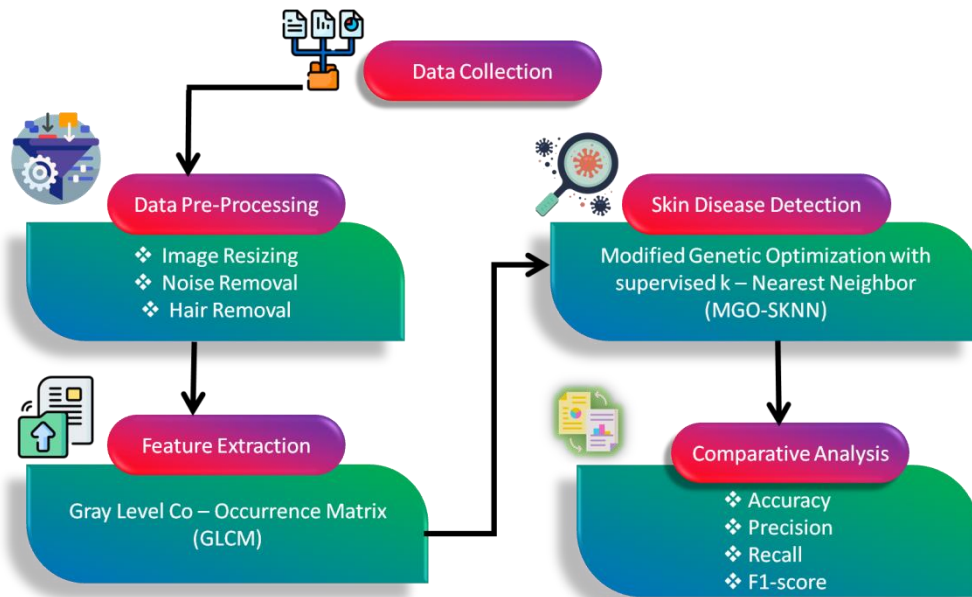 Data Collection
Data Pre-Processing
❖ Image Resizing
❖ Noise Removal
❖ Hair Removal
Feature Extraction
Gray Level Co – Occurrence Matrix
(GLCM)
Skin Disease Detection
Modified Genetic Optimization with
supervised k – Nearest Neighbor
(MGO-SKNN)
Comparative Analysis
❖ Accuracy
❖ Precision
❖ Recall
❖ F1-score